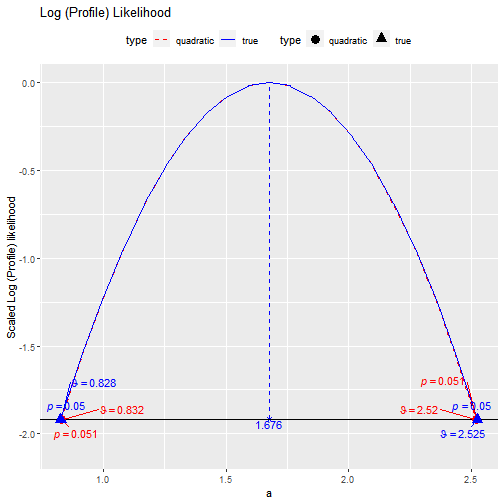 Log (Profile) Likelihood
type quadratic true type quadratic true
Scaled Log (Profile) likelihood
0.0
-0.5
-1.0
-1.5
-2.0
ϑ = 0.828
p = 0.051
p = 0.05
ϑ = 0.832
ϑ = 2.52
p = 0.05
1.676
p = 0.051
ϑ = 2.525
1.0 1.5 2.0 2.5
a